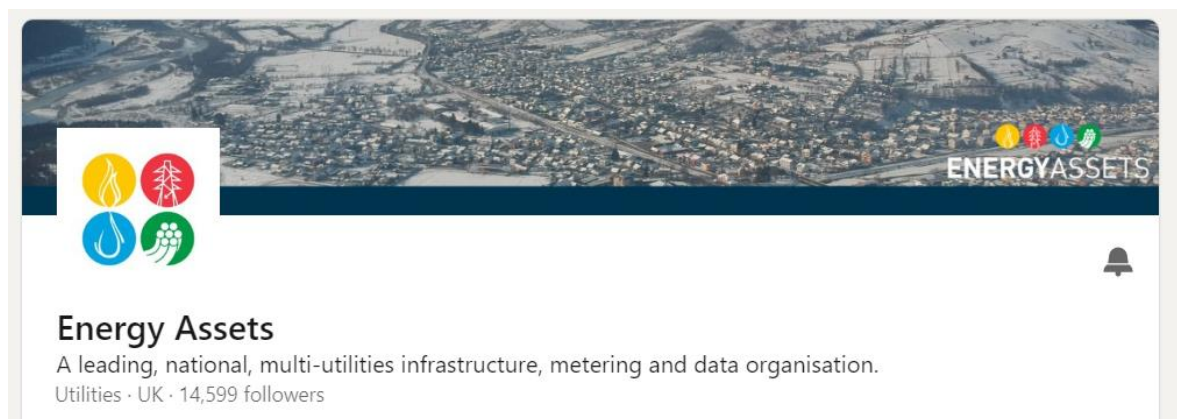 ENERGYASSETS
Energy Assets
A leading, national, multi-utilities infrastructure, metering and data organisation.
Utilities · UK · 14,599 followers